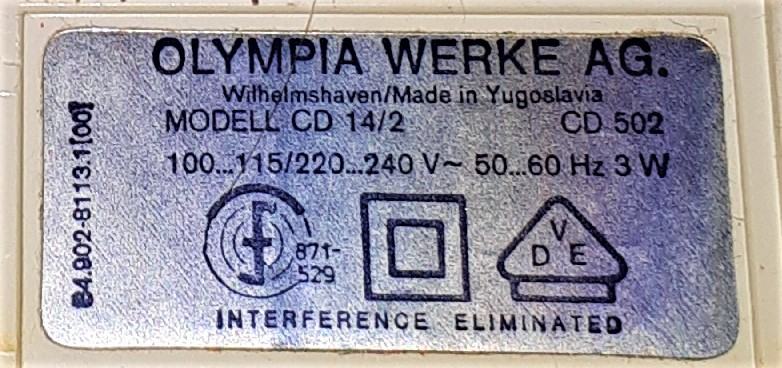 OLYMPIA WERKE AG.
Wilhelmshaven/Made in Yugoslavia
MODELL CD 14/2 CD 502
100...115/220...240 V~ 50...60 Hz 3 W
84.902-8113.1(00)
f 871-
529
D V E
INTERFERENCE ELIMINATED